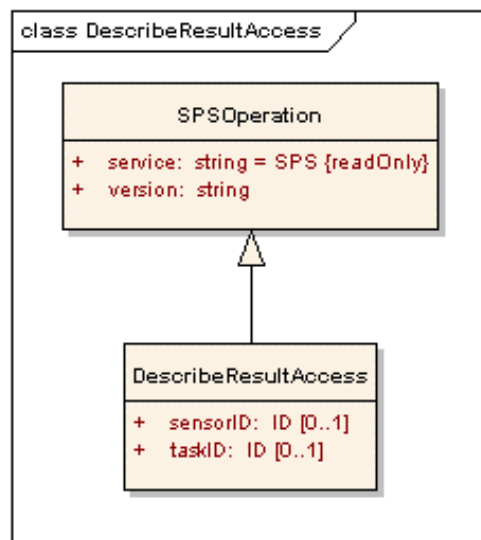 class DescribeResultAccess
SPSOperation
+ service: string = SPS {readOnly}
+ version: string
DescribeResultAccess
+ sensorID: ID [0..1]
+ taskID: ID [0..1]